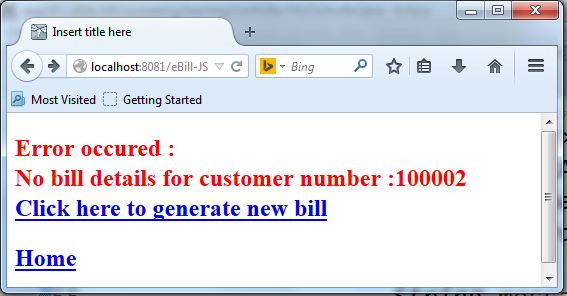 Insert title here
localhost:8081/eBill-JS
Bing
Most Visited
Getting Started
Error occured :
No bill details for customer number :100002
Click here to generate new bill
Home